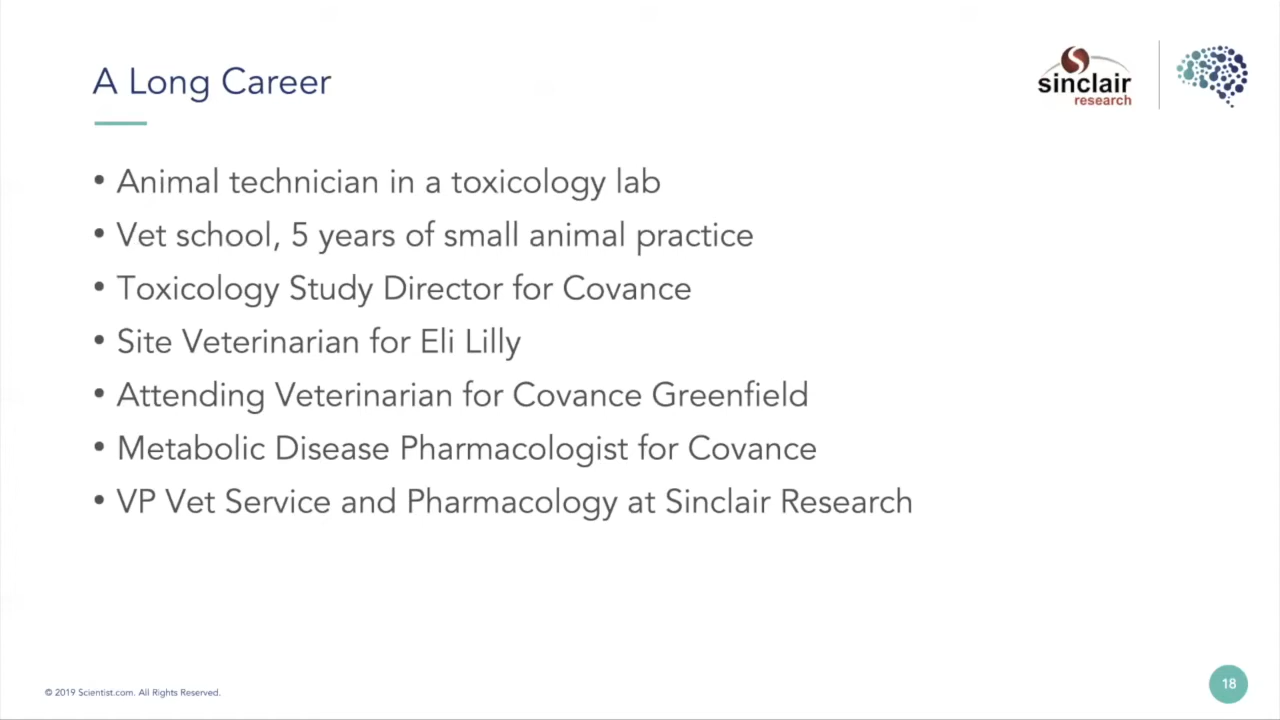 A Long Career
sinclair
research
• Animal technician in a toxicology lab
• Vet school, 5 years of small animal practice
• Toxicology Study Director for Covance
• Site Veterinarian for Eli Lilly
• Attending Veterinarian for Covance Greenfield
• Metabolic Disease Pharmacologist for Covance
• VP Vet Service and Pharmacology at Sinclair Research
© 2019 Scientist.com. All Rights Reserved.
18